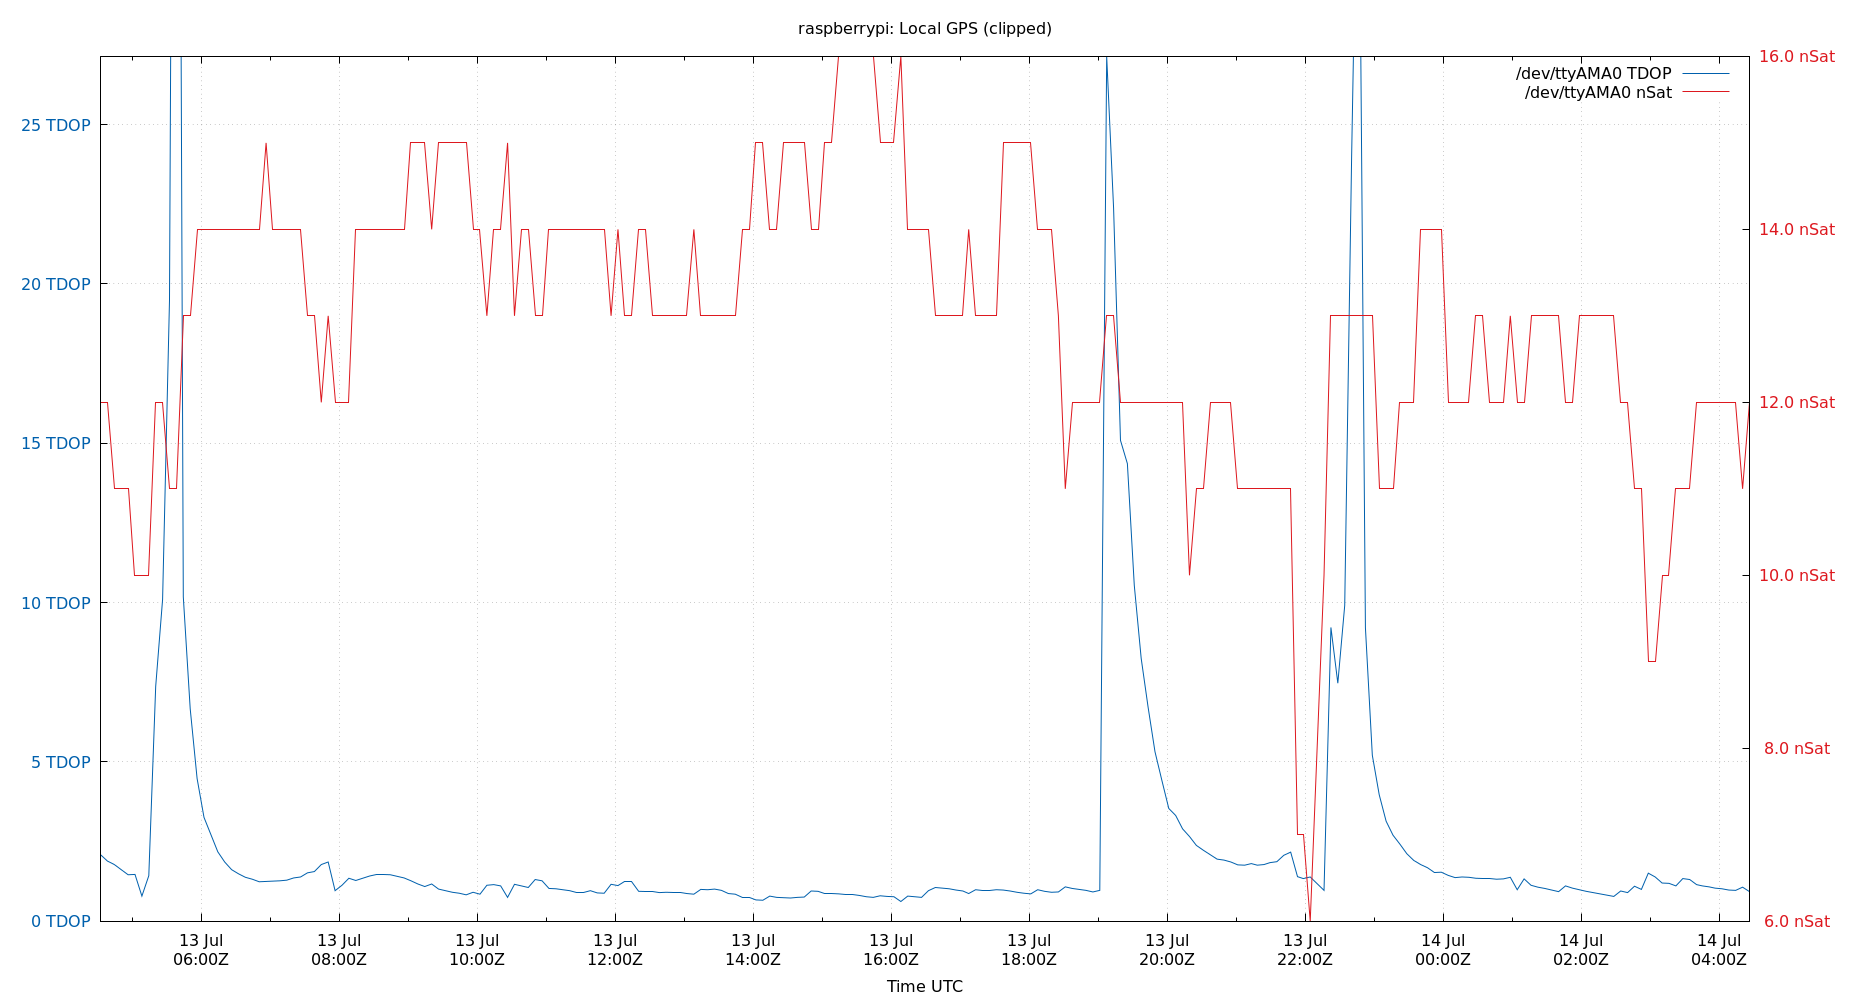 raspberrypi: Local GPS (clipped)
16.0 nSat
/dev/ttyAMA0 TDOP
/dev/ttyAMA0 nSat
25 TDOP
14.0 nSat
20 TDOP
12.0 nSat
15 TDOP
10.0 nSat
10 TDOP
8.0 nSat
5 TDOP
0 TDOP
6.0 nSat
13 Jul 13 Jul 13 Jul 13 Jul 13 Jul 13 Jul 13 Jul 13 Jul 13 Jul 14 Jul 14 Jul 14 Jul
06:00Z 08:00Z 10:00Z 12:00Z 14:00Z 16:00Z 18:00Z 20:00Z 22:00Z 00:00Z 02:00Z 04:00Z
Time UTC